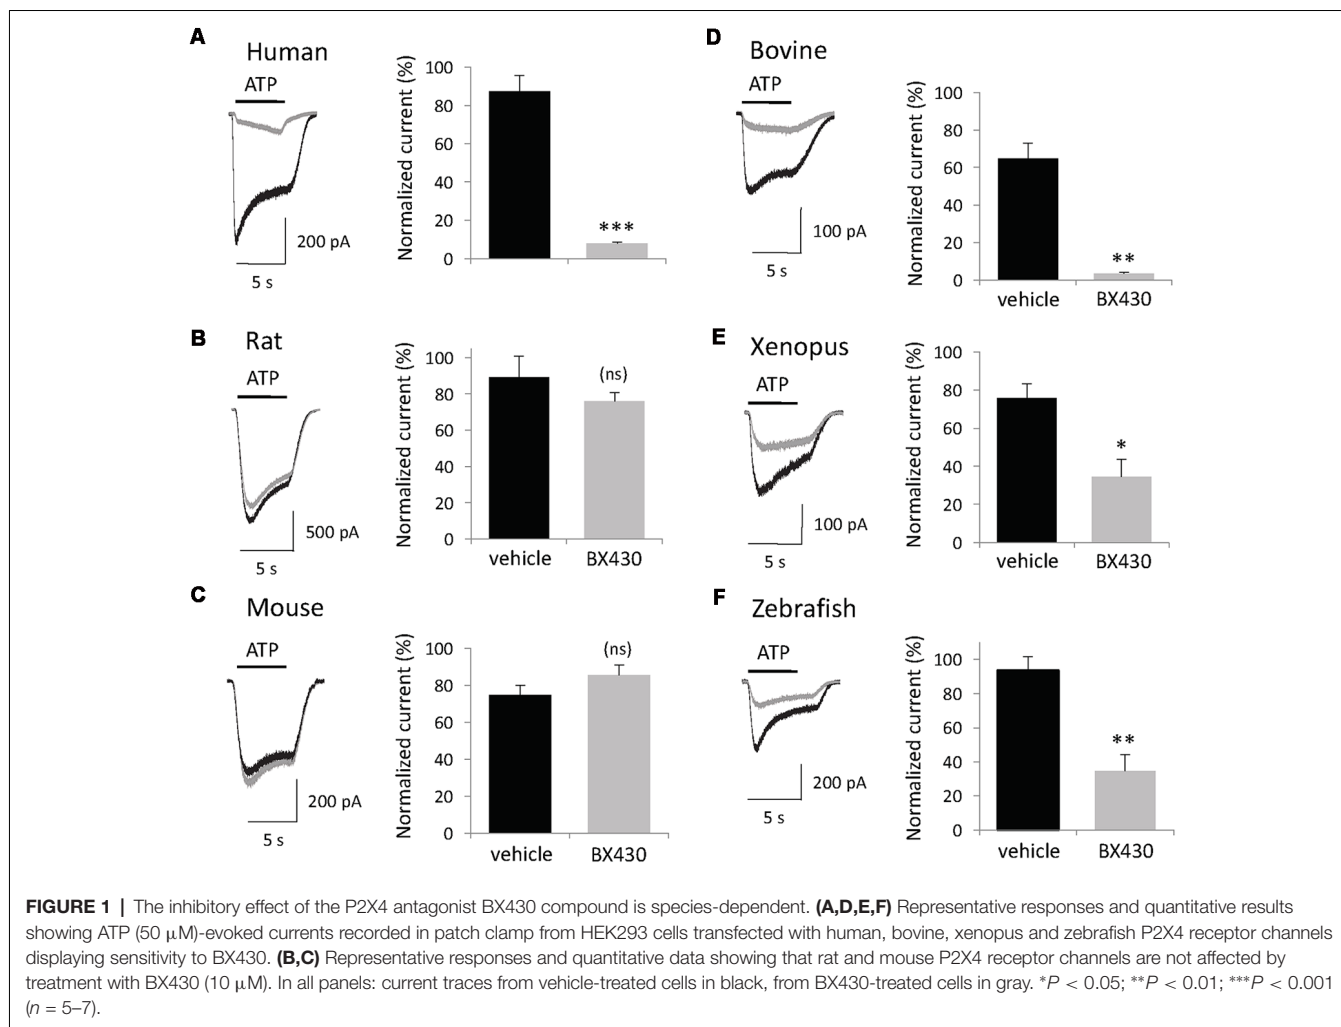 A
Human
ATP
200 pA
5 s
Normalized current (%)
100
80
60
40
20
0
***
B
Rat
ATP
500 pA
5 s
Normalized current (%)
100
80
60
40
20
0
(ns)
vehicle
BX430
C
Mouse
ATP
200 pA
5 s
Normalized current (%)
100
80
60
40
20
0
(ns)
vehicle
BX430
D
Bovine
ATP
100 pA
5 s
Normalized current (%)
100
80
60
40
20
0
**
vehicle
BX430
E
Xenopus
ATP
100 pA
5 s
Normalized current (%)
100
80
60
40
20
0
*
vehicle
BX430
F
Zebrafish
ATP
200 pA
5 s
Normalized current (%)
100
80
60
40
20
0
**
vehicle
BX430
FIGURE 1 | The inhibitory effect of the P2X4 antagonist BX430 compound is species-dependent. (A,D,E,F) Representative responses and quantitative results
showing ATP (50 μM)-evoked currents recorded in patch clamp from HEK293 cells transfected with human, bovine, xenopus and zebrafish P2X4 receptor channels
displaying sensitivity to BX430. (B,C) Representative responses and quantitative data showing that rat and mouse P2X4 receptor channels are not affected by
treatment with BX430 (10 μM). In all panels: current traces from vehicle-treated cells in black, from BX430-treated cells in gray. *P < 0.05; **P < 0.01; ***P < 0.001
(n = 5–7).